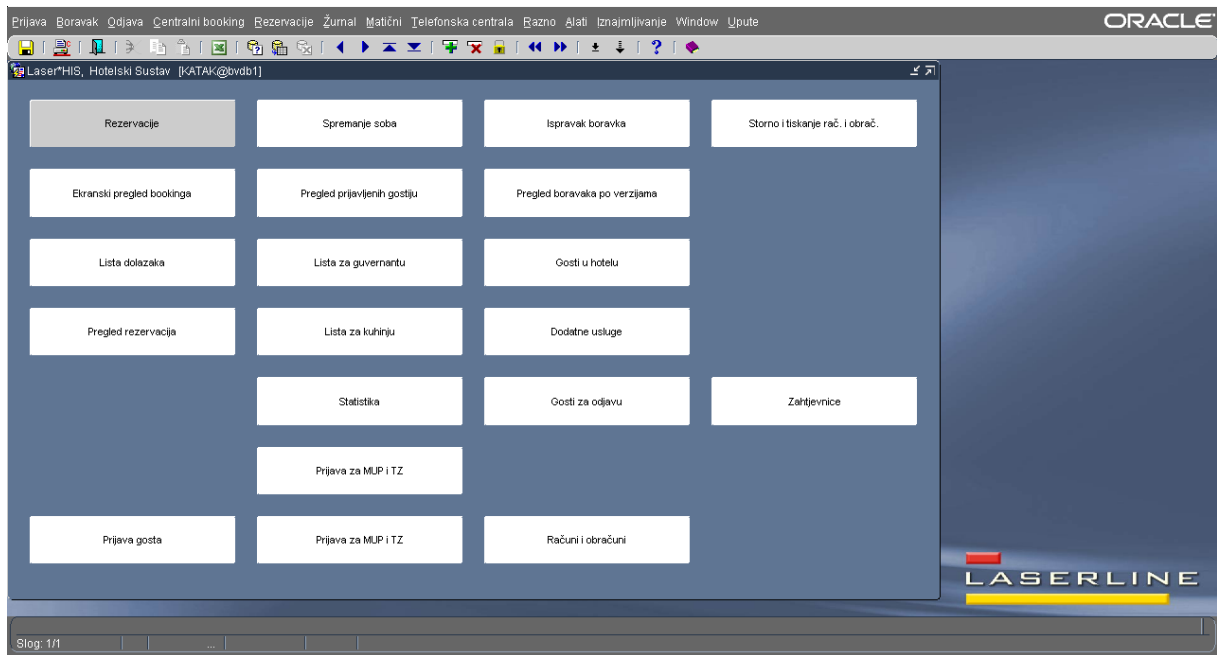 Prijava Boravak Odjava Centralni booking Rezervacije Žurnal Matični Telefonska centrala Razno Alati Iznajmljivanje Window Upute
ORACLE
Laser*HIS, Hotelski Sustav [KATAK@bvdb1]
Rezervacije
Spremanje soba
Ispravak boravka
Storno i tiskanje rač. i obrač.
Ekranski pregled bookinga
Pregled prijavljenih gostiju
Pregled boravaka po verzijama
Lista dolazaka
Lista za guvernantu
Gosti u hotelu
Pregled rezervacija
Lista za kuhinju
Dodatne usluge
Statistika
Gosti za odjavu
Zahtjevnice
Prijava za MUP i TZ
Prijava gosta
Prijava za MUP i TZ
Računi i obračuni
LASERLINE
Slog: 1/1
...